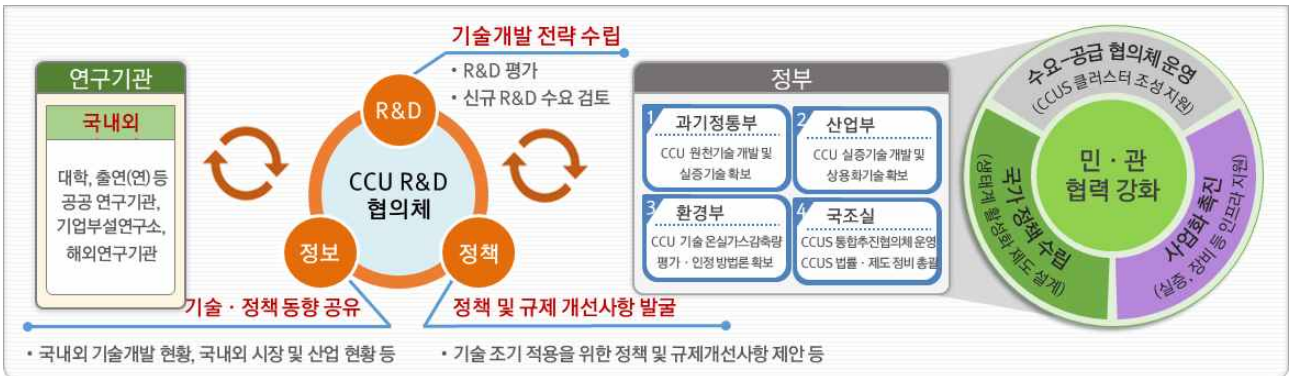 기술개발 전략 수립
• R&D 평가
• 신규 R&D 수요 검토
연구기관
국내외
대학, 출연(연) 등
공공 연구기관,
기업부설연구소,
해외연구기관
R&D
CCU R&D
협의체
정보
정책
기술 · 정책 동향 공유
• 국내외 기술개발 현황, 국내외 시장 및 산업 현황 등
정책 및 규제 개선사항 발굴
• 기술 조기 적용을 위한 정책 및 규제개선사항 제안 등
정부
1 과기정통부
CCU 원천기술 개발 및
실증기술 확보
2 산업부
CCU 실증기술 개발 및
상용화기술 확보
3 환경부
CCU 기술 온실가스감축량
평가 · 인정 방법론 확보
4 국조실
CCUS 통합추진협의체 운영
CCUS 법률 · 제도 정비 총괄
수요-공급 협의체 운영
(CCUS 클러스터 조성 지원)
민 · 관
협력 강화
국가 정책 수립
(생태계 활성화 제도 설계)
사업화 촉진
(실증, 장비 등 인프라 지원)